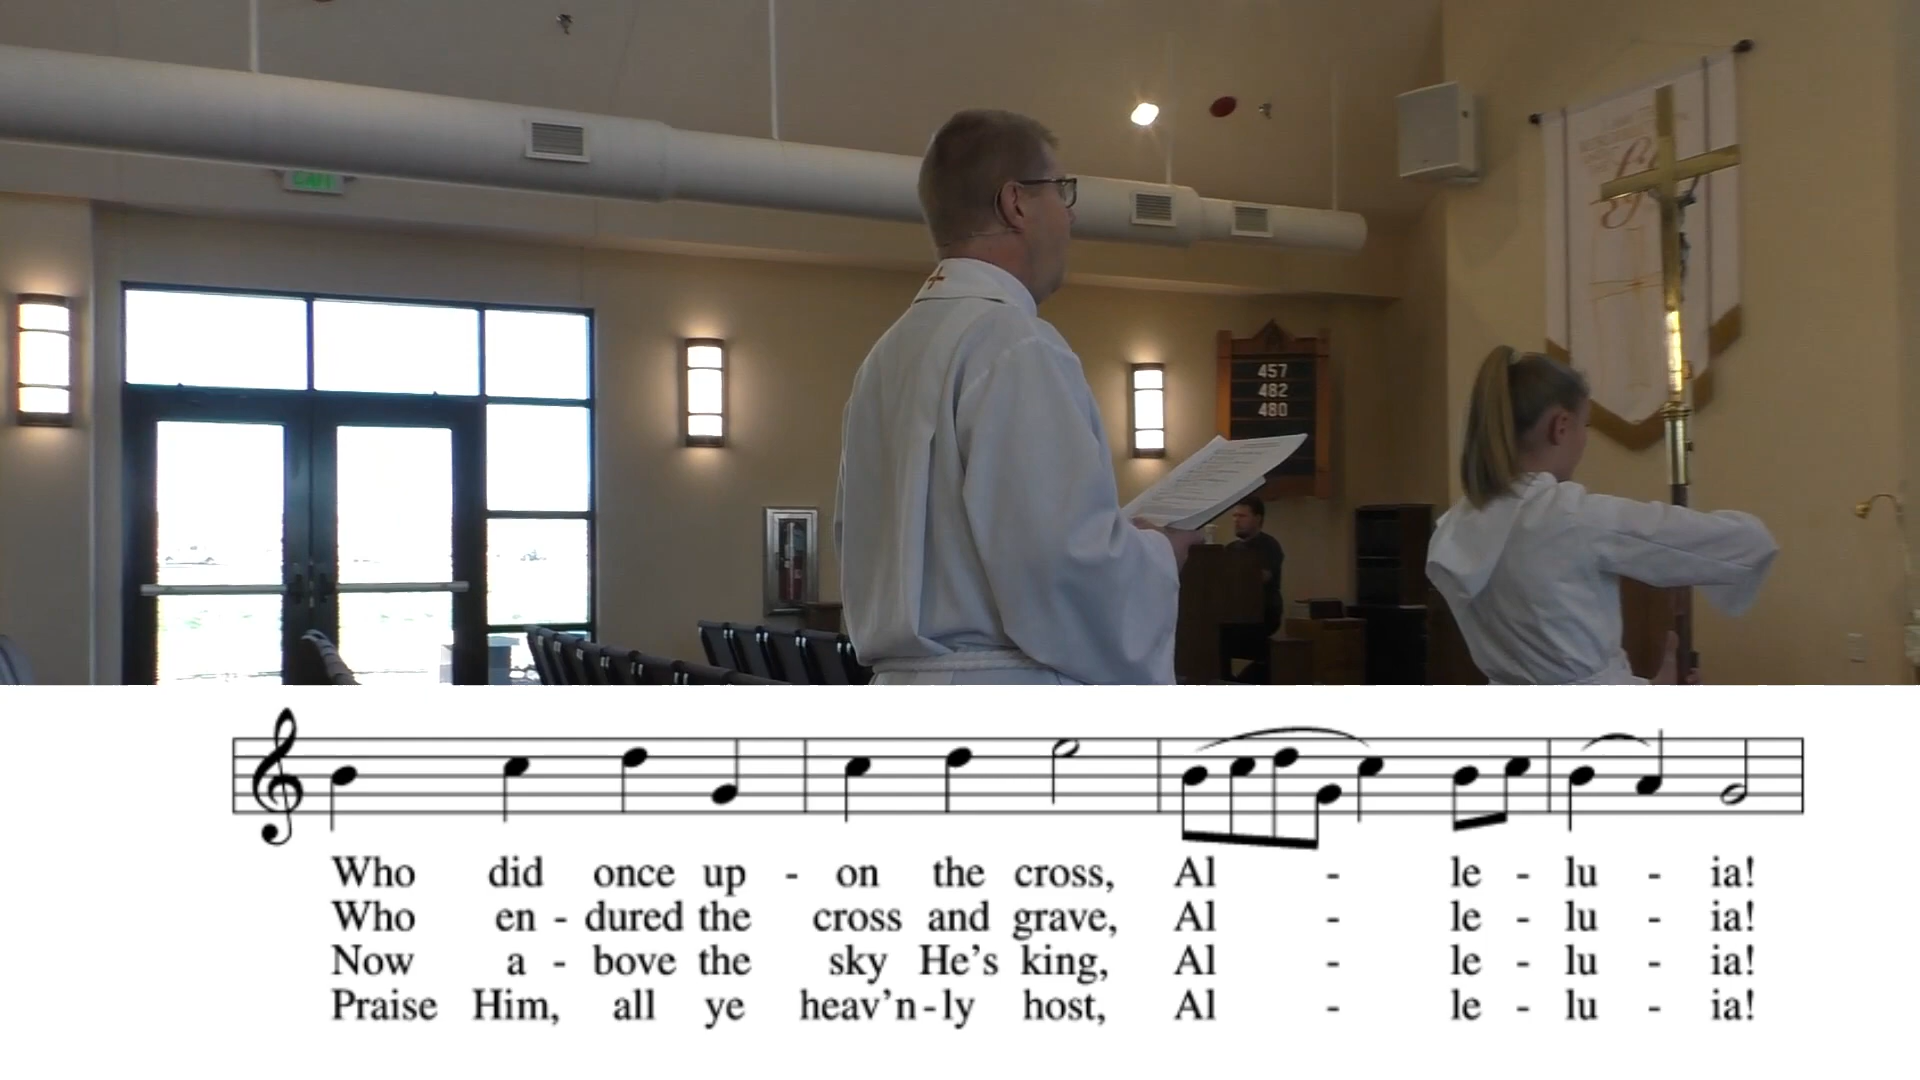 EXIT
457
482
480
Who did once up - on the cross, Al - le - lu - ia!
Who en - dured the cross and grave, Al - le - lu - ia!
Now a - bove the sky He's king, Al - le - lu - ia!
Praise Him, all ye heav'n - ly host, Al - le - lu - ia!